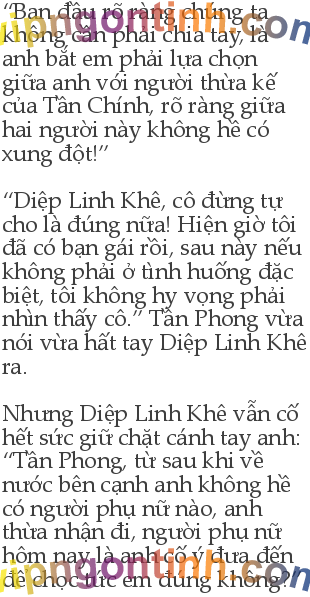 “Ban đầu rõ ràng chúng ta
không cần phải chia tay, là
anh bắt em phải lựa chọn
giữa anh với người thừa kế
của Tần Chính, rõ ràng giữa
hai người này không hề có
xung đột!”
“Diệp Linh Khê, cô đừng tự
cho là đúng nữa! Hiện giờ tôi
đã có bạn gái rồi, sau này nếu
không phải ở tình huống đặc
biệt, tôi không hy vọng phải
nhìn thấy cô.” Tần Phong vừa
nói vừa hất tay Diệp Linh Khê
ra.
Nhưng Diệp Linh Khê vẫn cố
hết sức giữ chặt cánh tay anh:
“Tần Phong, từ sau khi về
nước bên cạnh anh không hề
có người phụ nữ nào, anh
thừa nhận đi, người phụ nữ
hôm nay là anh cố ý đưa đến
để chọc tức em đúng không?”
vipngontinh.com
vipngontinh.com